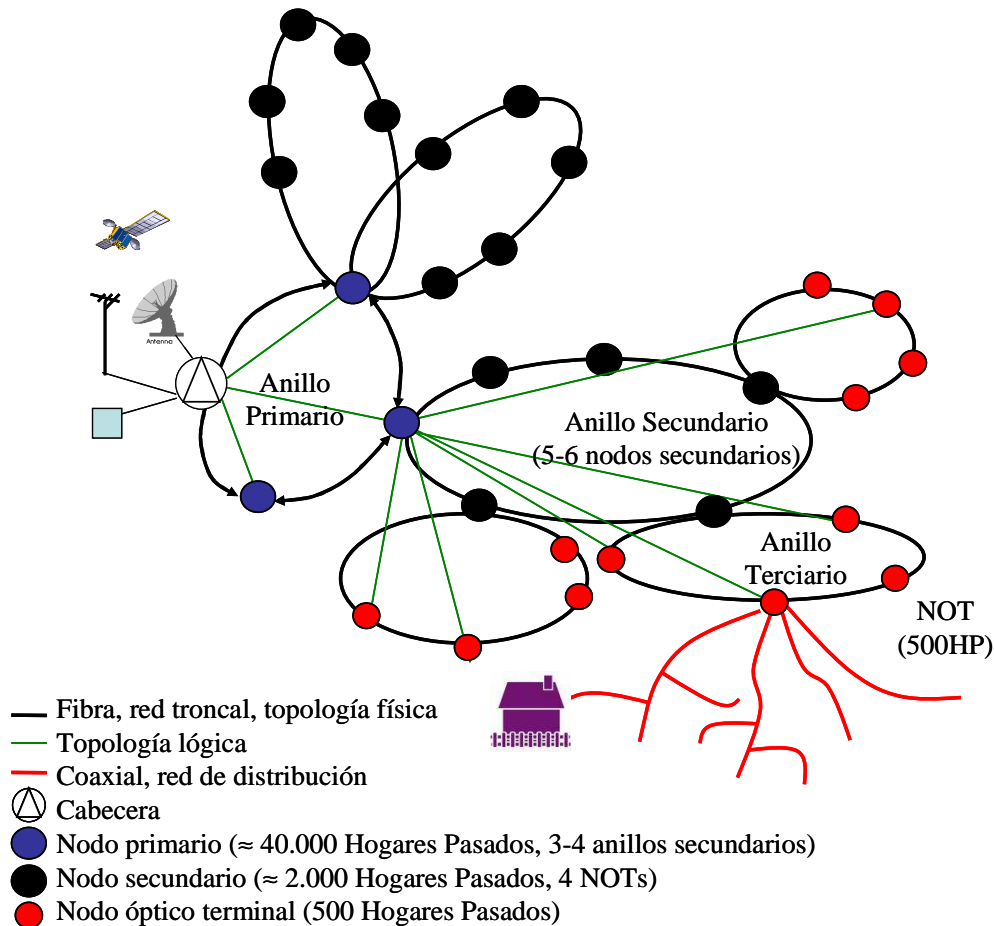 Antenna
Anillo
Primario
Anillo Secundario
(5-6 nodos secundarios)
Anillo
Terciario
NOT
(500HP)
Fibra, red troncal, topología física
Topología lógica
Coaxial, red de distribución
Cabecera
Nodo primario (≈ 40.000 Hogares Pasados, 3-4 anillos secundarios)
Nodo secundario (≈ 2.000 Hogares Pasados, 4 NOTs)
Nodo óptico terminal (500 Hogares Pasados)